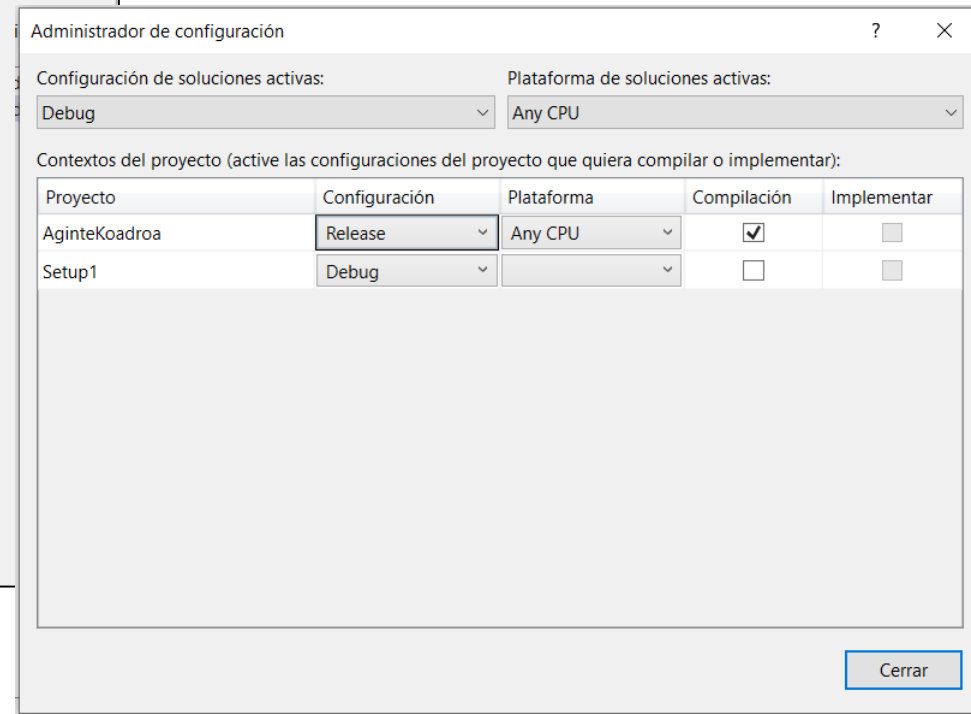 Administrador de configuración ?
Configuración de soluciones activas: Plataforma de soluciones activas:
Debug Any CPU
Contextos del proyecto (active las configuraciones del proyecto que quiera compilar o implementar):
Proyecto Configuración Plataforma Compilación Implementar
AginteKoadroa Release Any CPU
Setup1 Debug
Cerrar